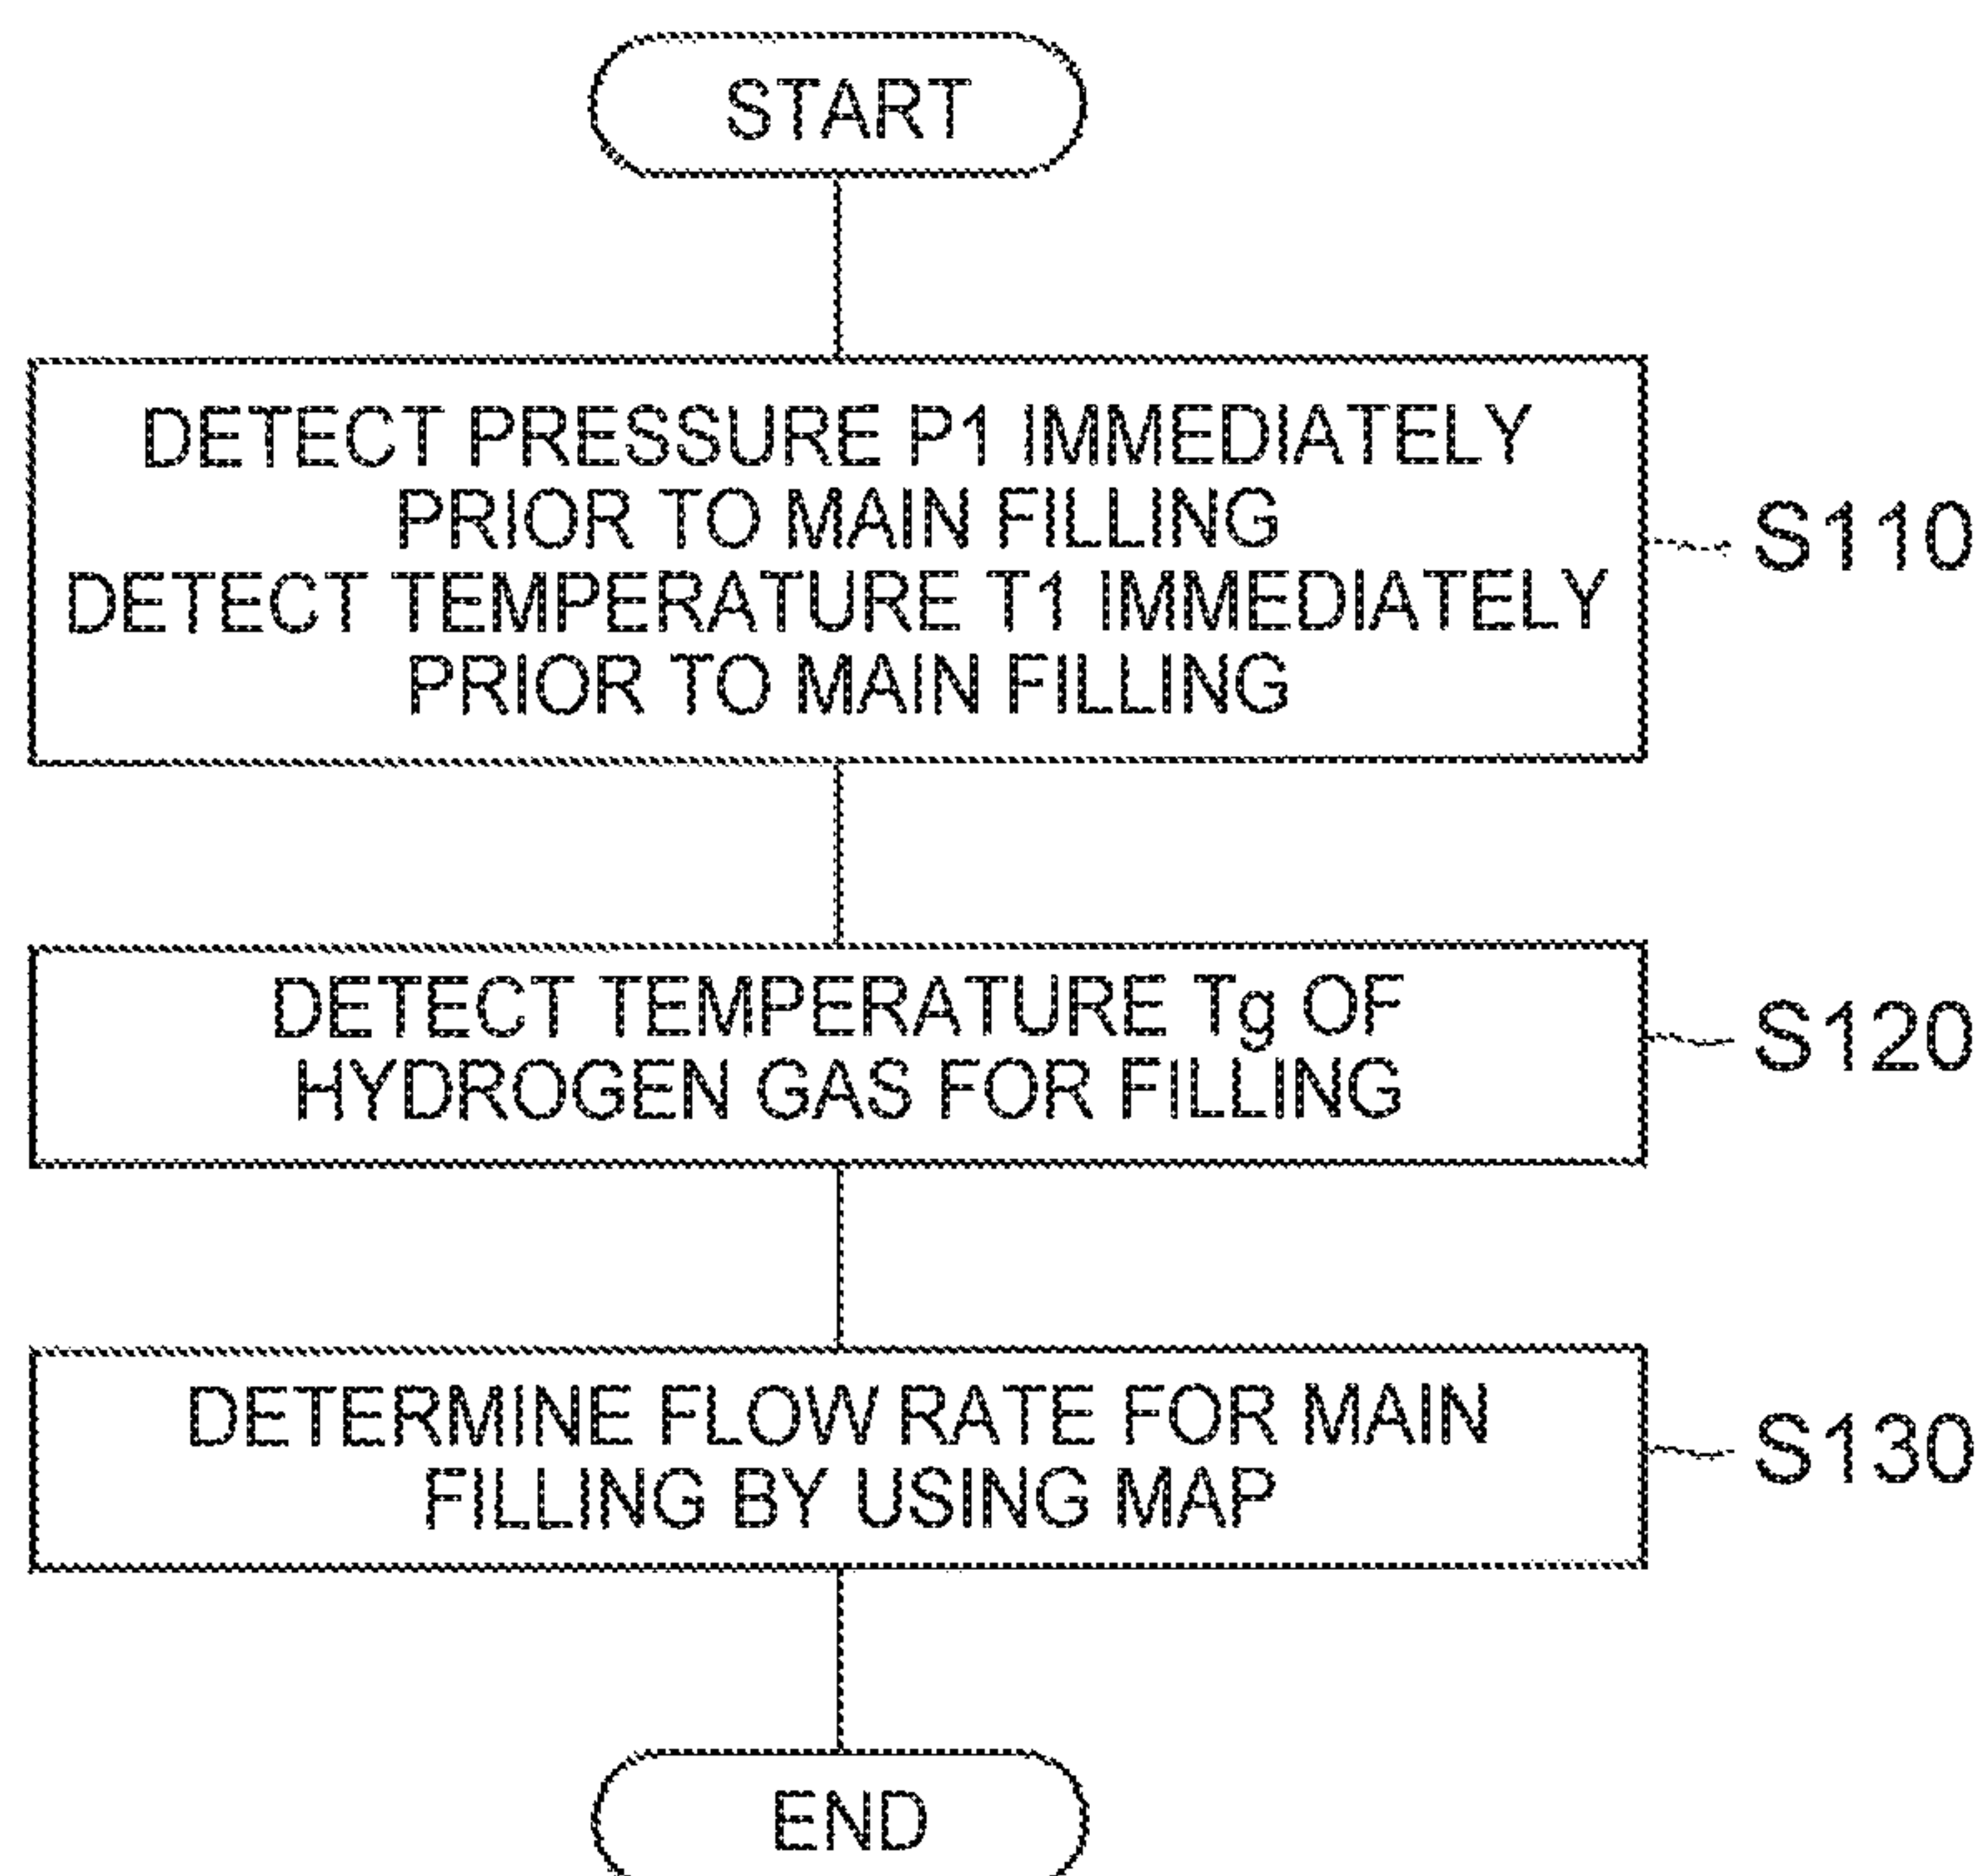 START
DETECT PRESSURE P1 IMMEDIATELY
PRIOR TO MAIN FILLING
DETECT TEMPERATURE T1 IMMEDIATELY
PRIOR TO MAIN FILLING
S110
DETECT TEMPERATURE Tg OF
HYDROGEN GAS FOR FILLING
S120
DETERMINE FLOW RATE FOR MAIN
FILLING BY USING MAP
S130
END